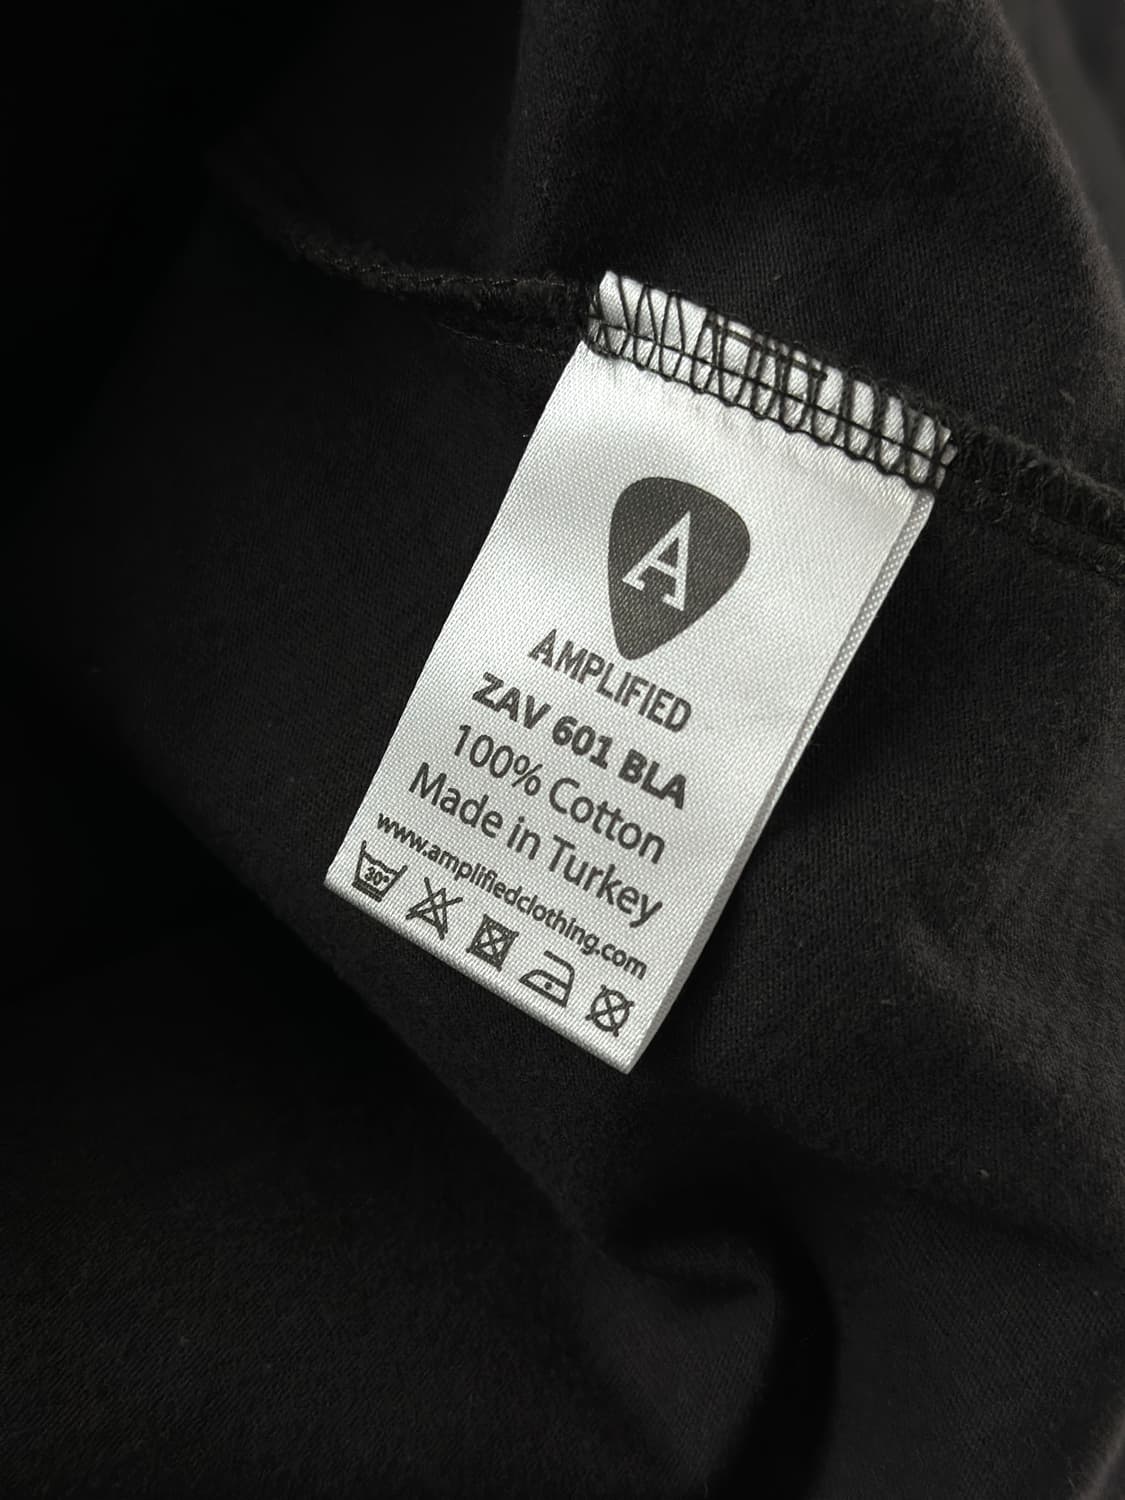 A
AMPLIFIED
ZAV 601 BLA
100% Cotton
Made in Turkey
www.amplifiedclothing.com
30°